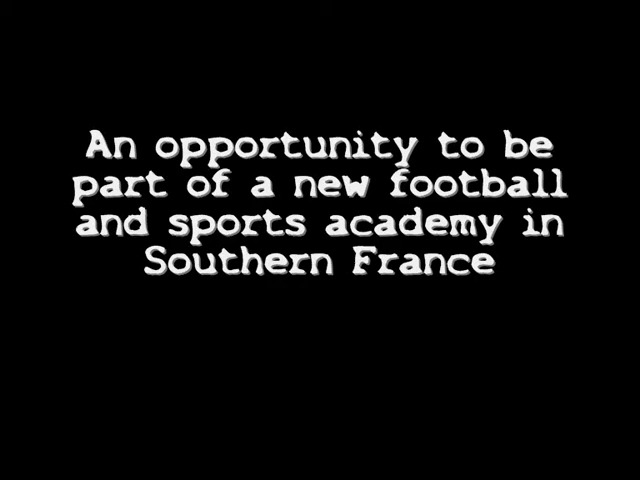 An opportunity to be
part of a new football
and sports academy in
Southern France